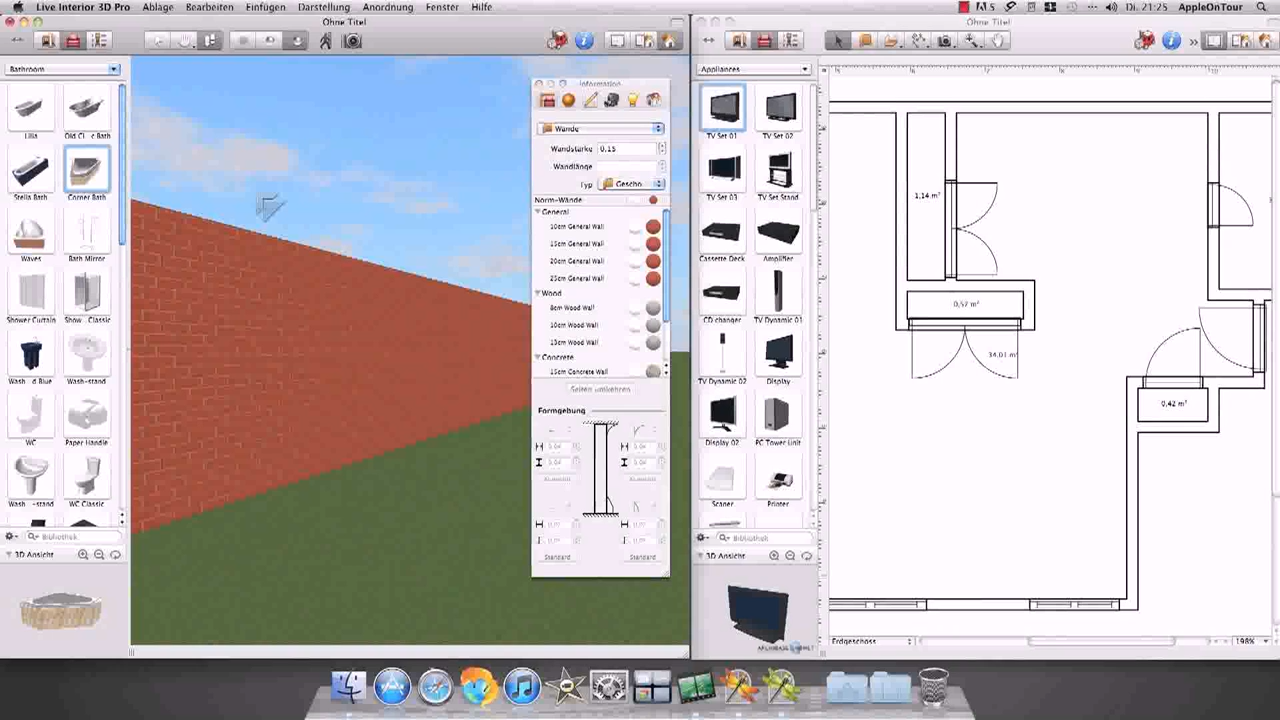 Live Interior 3D Pro Ablage Bearbeiten Einfügen Darstellung Anordnung Fenster Hilfe
Di. 21:25 AppleOnTour
Ohne Titel
Ohne Titel
Bathroom
Lilia
Old Cl...c Bath
Stella Bath
Corner Bath
Waves
Bath Mirror
Shower Curtain
Show...Classic
Wash...d Blue
Wash-stand
WC
Paper Handle
Wash...-stand
WC Classic
Bibliothek
3D Ansicht
Information
Wände
Wandstärke 0,15
Wandlänge
Typ Gescho
Norm-Wände
General
10cm General Wall
15cm General Wall
20cm General Wall
25cm General Wall
Wood
8cm Wood Wall
10cm Wood Wall
13cm Wood Wall
Concrete
15cm Concrete Wall
Seiten umkehren
Formgebung
Standard
Standard
Appliances
TV Set 01
TV Set 02
TV Set 03
TV Set Stand
Cassette Deck
Amplifier
CD changer
TV Dynamic 01
TV Dynamic 02
Display
Display 02
PC Tower Unit
Scaner
Printer
Bibliothek
3D Ansicht
1,14 m²
0,57 m²
34,01 m²
0,42 m²
Erdgeschoss
198%